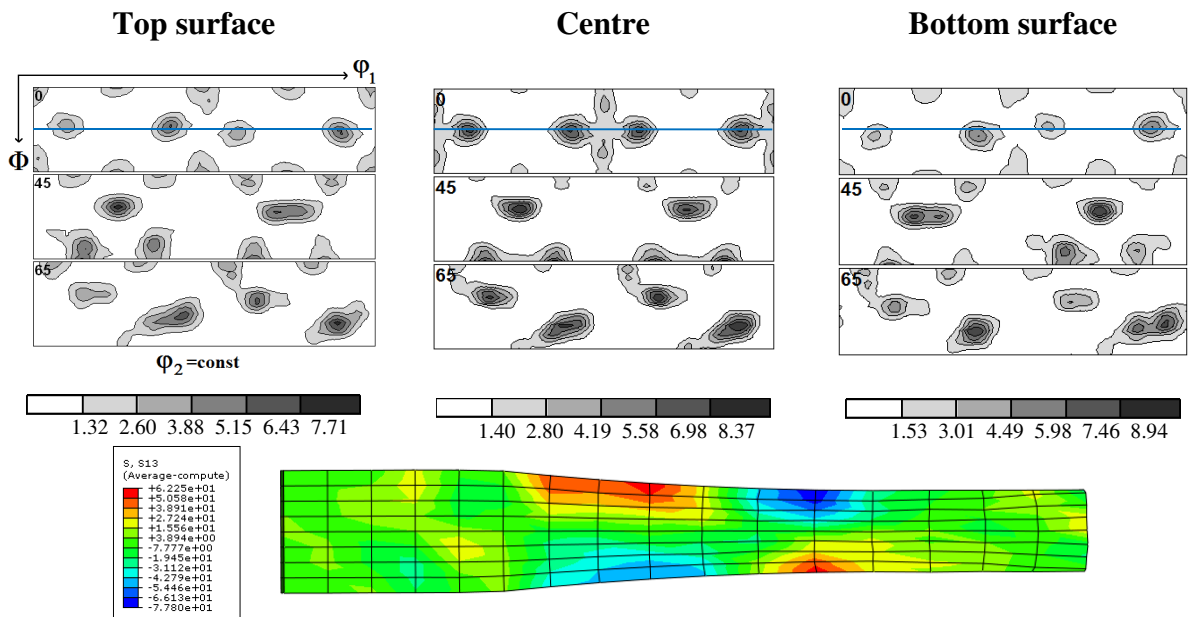 Top surface Centre Bottom surface
φ1
0 0 0
Φ
45 45 45
65 65 65
φ2 =const
1.32 2.60 3.88 5.15 6.43 7.71
1.40 2.80 4.19 5.58 6.98 8.37
1.53 3.01 4.49 5.98 7.46 8.94
S, S13
(Average-compute)
+6.225e+01
+5.058e+01
+3.891e+01
+2.724e+01
+1.556e+01
+3.894e+00
-7.777e+00
-1.945e+01
-3.112e+01
-4.279e+01
-5.446e+01
-6.613e+01
-7.780e+01